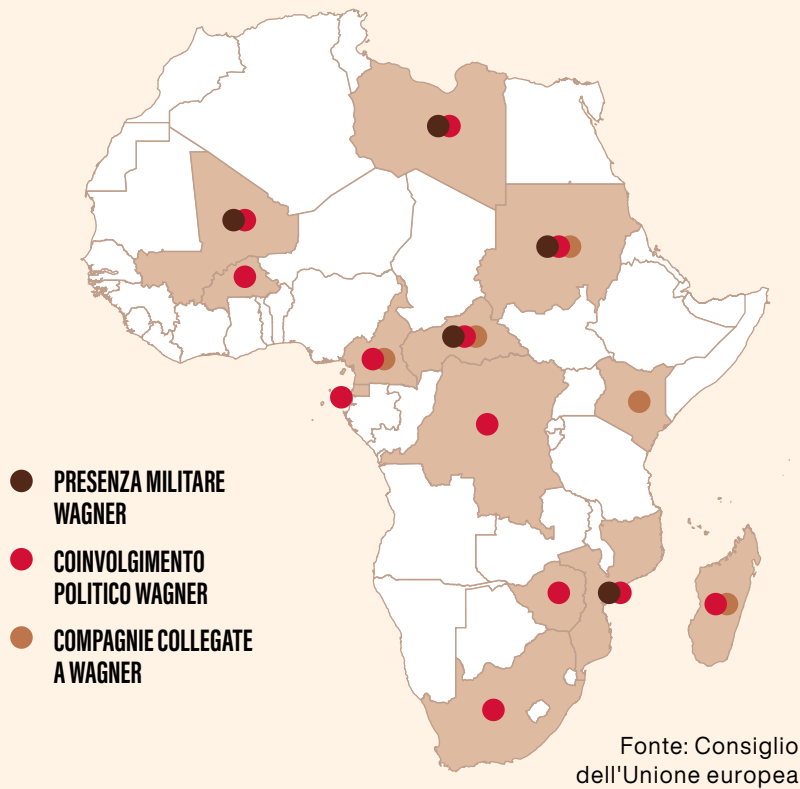 PRESENZA MILITARE
WAGNER
COINVOLGIMENTO
POLITICO WAGNER
COMPAGNIE COLLEGATE
A WAGNER
Fonte: Consiglio
dell'Unione europea